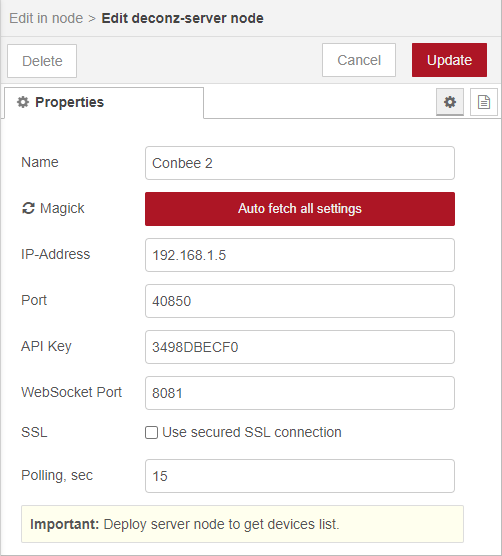 Edit in node > Edit deconz-server node
Delete Cancel Update
Properties
Name Conbee 2
Magick Auto fetch all settings
IP-Address 192.168.1.5
Port 40850
API Key 3498DBECF0
WebSocket Port 8081
SSL Use secured SSL connection
Polling, sec 15
Important: Deploy server node to get devices list.